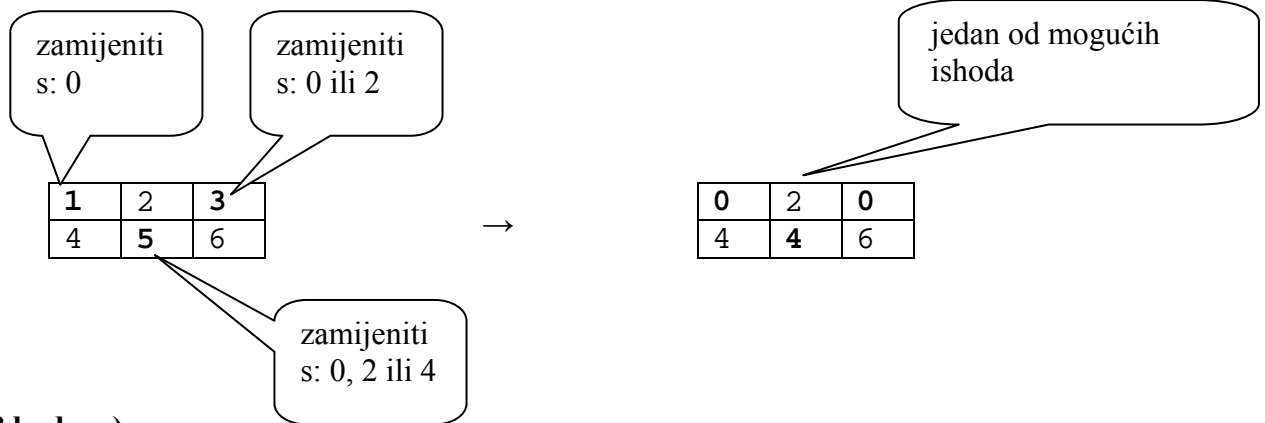 zamijeniti
s: 0
zamijeniti
s: 0 ili 2
jedan od mogućih
ishoda
1 2 3
4 5 6
→
0 2 0
4 4 6
zamijeniti
s: 0, 2 ili 4